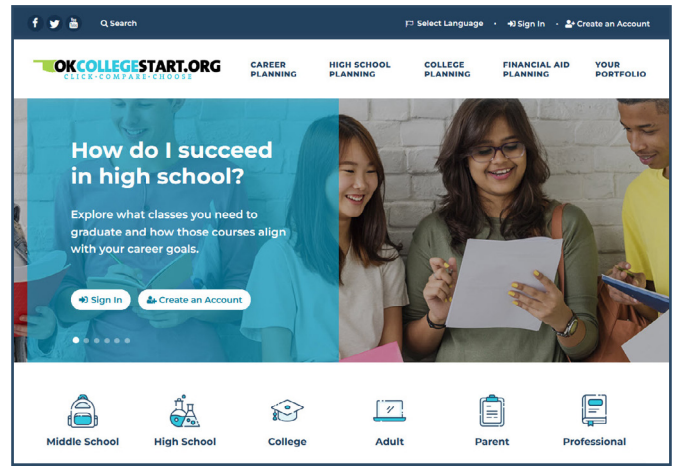 Search
Select Language
Sign In
Create an Account
OKCOLLEGESTART.ORG
CLICK-COMPARE-CHOOSE
CAREER
PLANNING
HIGH SCHOOL
PLANNING
COLLEGE
PLANNING
FINANCIAL AID
PLANNING
YOUR
PORTFOLIO
How do I succeed
in high school?
Explore what classes you need to
graduate and how those courses align
with your career goals.
Sign In
Create an Account
Middle School
High School
College
Adult
Parent
Professional